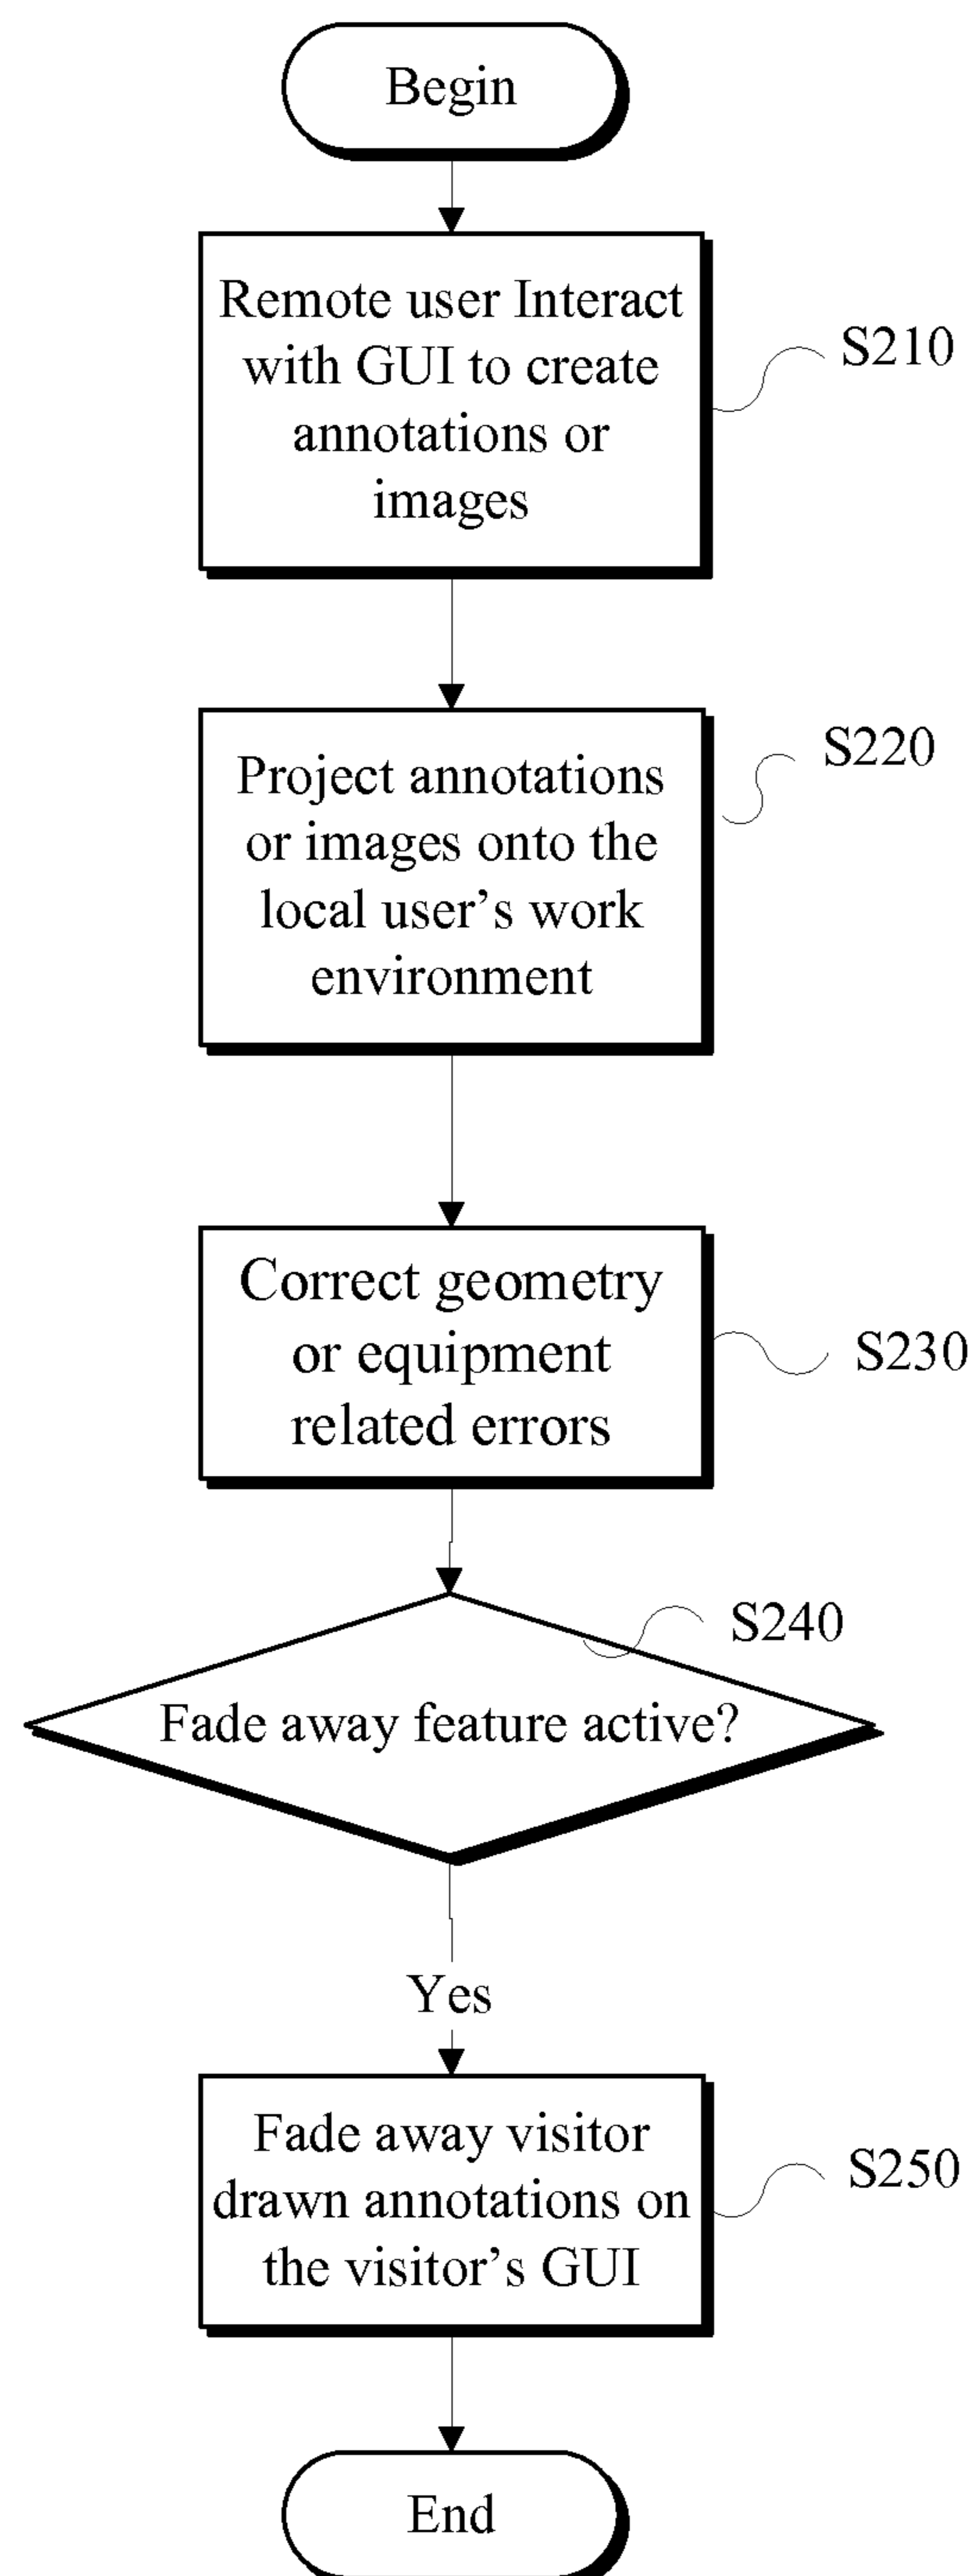 Begin
Remote user Interact
with GUI to create
annotations or
images
S210
Project annotations
or images onto the
local user’s work
environment
S220
Correct geometry
or equipment
related errors
S230
S240
Fade away feature active?
Yes
Fade away visitor
drawn annotations on
the visitor’s GUI
S250
End